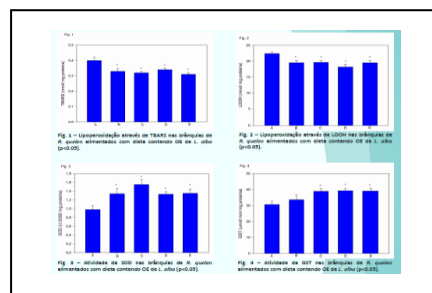 Fig. 1
A B C D E
Fig. 1 – Lipoperoxidação através de TBARS nas brânquias de
R. quelen alimentados com dieta contendo OE de L. alba
(p<0.05).
Fig. 2
A B C D E
Fig. 2 – Lipoperoxidação através de LOOH nas brânquias de
R. quelen alimentados com dieta contendo OE de L. alba
(p<0.05).
Fig. 3
A B C D E
Fig. 3 – Atividade de SOD nas brânquias de R. quelen
alimentados com dieta contendo OE de L. alba (p<0.05).
Fig. 4
A B C D E
Fig. 4 – Atividade de GST nas brânquias de R. quelen
alimentados com dieta contendo OE de L. alba (p<0.05).